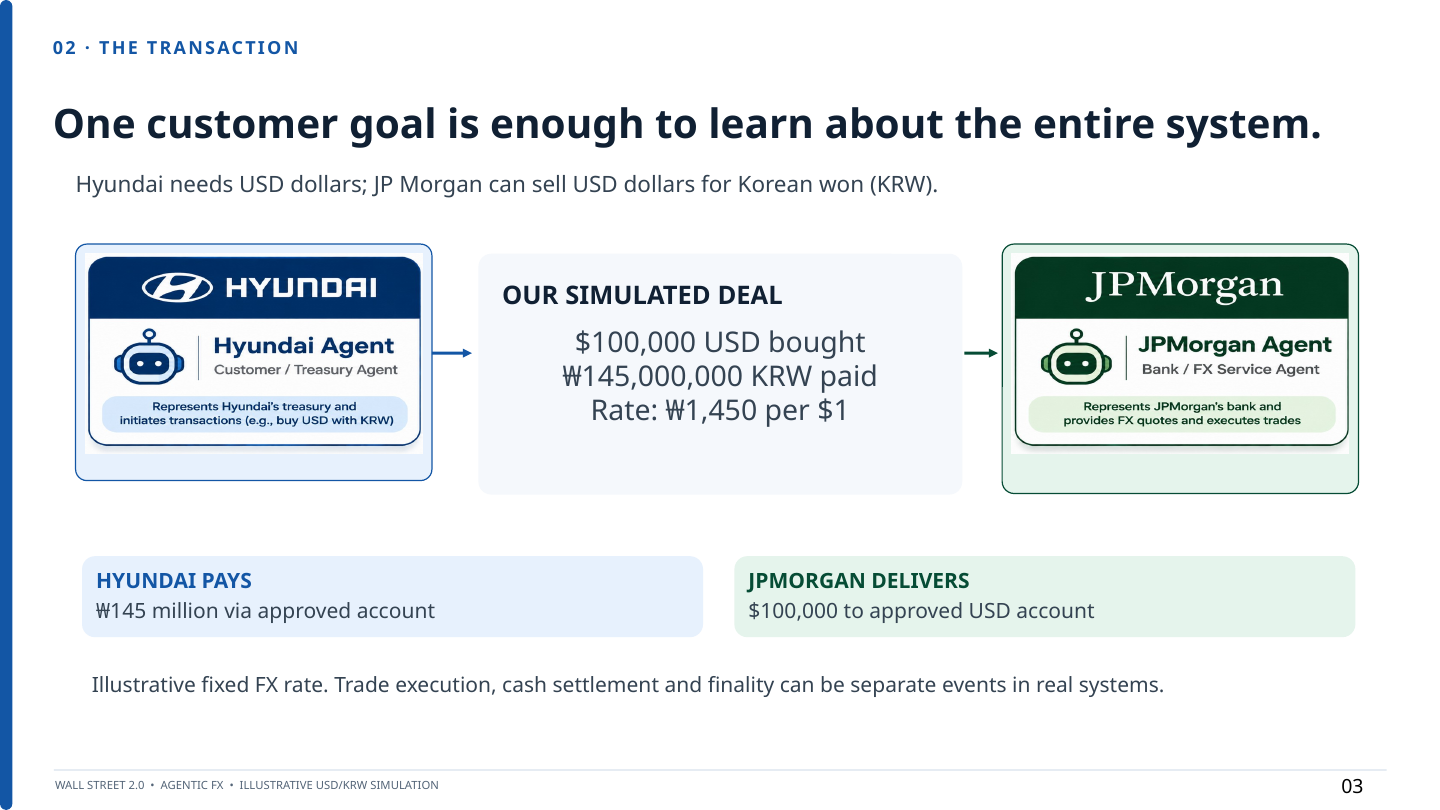 02 · THE TRANSACTION
One customer goal is enough to learn about the entire system.
Hyundai needs USD dollars; JP Morgan can sell USD dollars for Korean won (KRW).
HYUNDAI
Hyundai Agent
Customer / Treasury Agent
Represents Hyundai's treasury and
initiates transactions (e.g., buy USD with KRW)
OUR SIMULATED DEAL
$100,000 USD bought
₩145,000,000 KRW paid
Rate: ₩1,450 per $1
JPMorgan
JPMorgan Agent
Bank / FX Service Agent
Represents JPMorgan's bank and
provides FX quotes and executes trades
HYUNDAI PAYS
₩145 million via approved account
JPMORGAN DELIVERS
$100,000 to approved USD account
Illustrative fixed FX rate. Trade execution, cash settlement and finality can be separate events in real systems.
WALL STREET 2.0 • AGENTIC FX • ILLUSTRATIVE USD/KRW SIMULATION
03